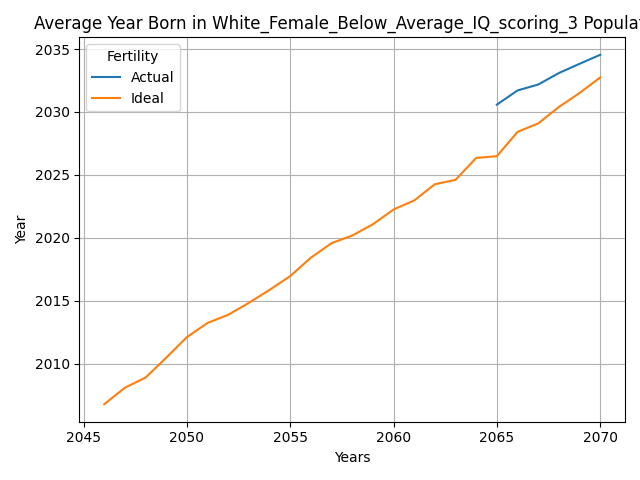 Average Year Born in White_Female_Below_Average_IQ_scoring_3 Populat
Fertility
Actual
Ideal
2035
2030
2025
2020
2015
2010
Year
2045 2050 2055 2060 2065 2070
Years